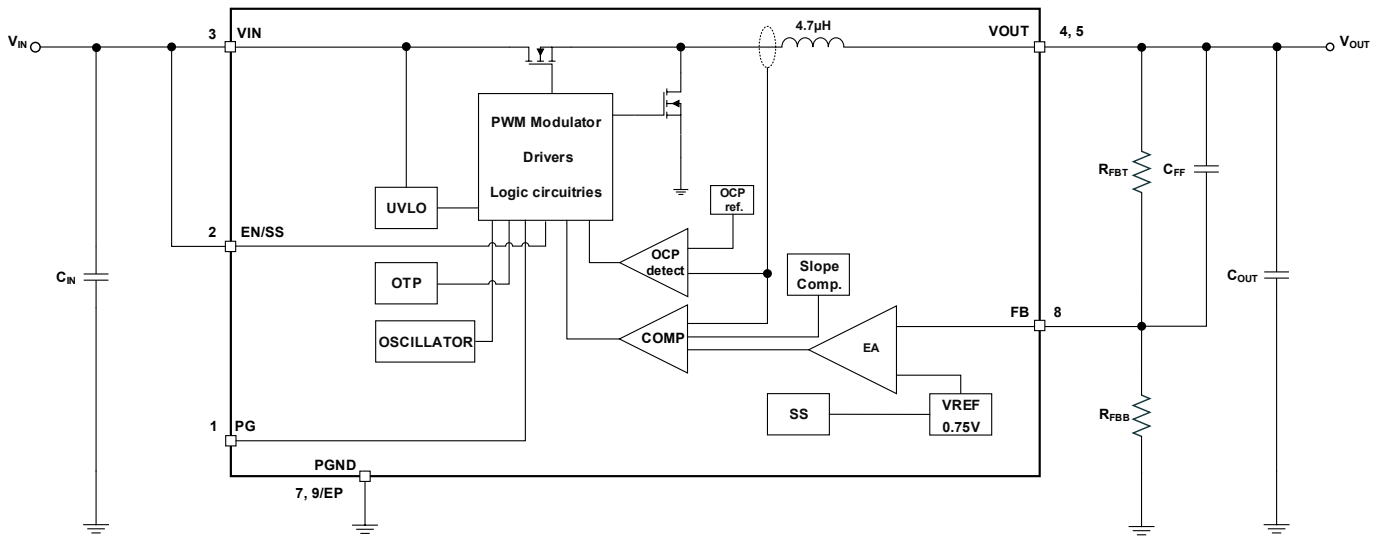 VIN
3
VIN
4.7µH
VOUT
4, 5
VOUT
PWM Modulator
Drivers
Logic circuitries
RFBT
CFF
UVLO
OCP
ref.
2
EN/SS
CIN
OTP
OCP
detect
Slope
Comp.
COUT
OSCILLATOR
COMP
EA
FB
8
SS
VREF
0.75V
RFBB
1
PG
PGND
7, 9/EP